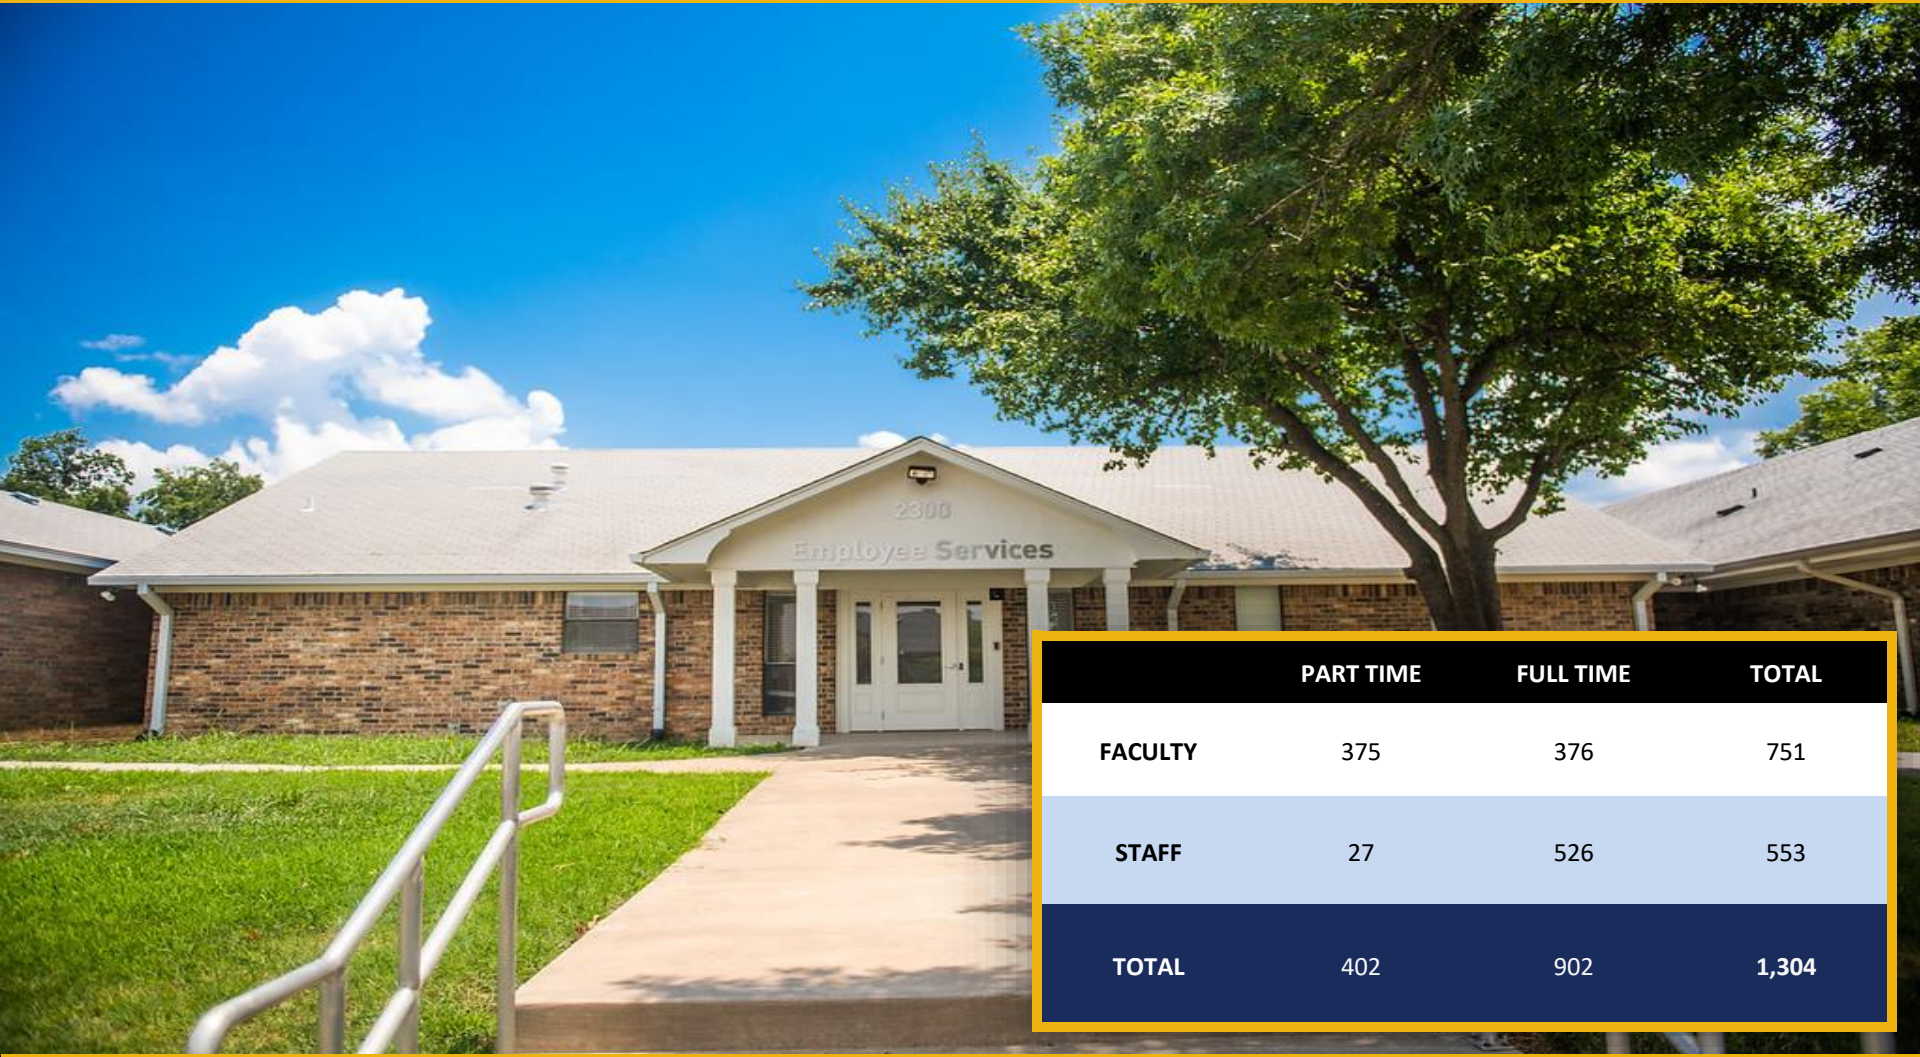 2300
Employee Services
PART TIME FULL TIME TOTAL
FACULTY 375 376 751
STAFF 27 526 553
TOTAL 402 902 1,304